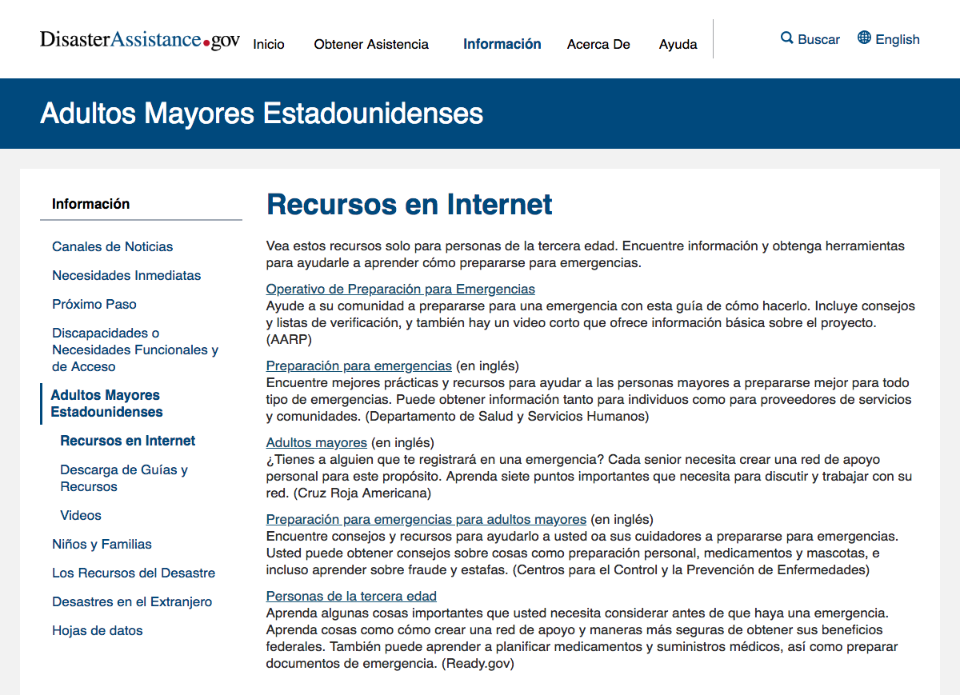 DisasterAssistance.gov
Inicio
Obtener Asistencia
Información
Acerca De
Ayuda
Buscar
English
Adultos Mayores Estadounidenses
Información
Canales de Noticias
Necesidades Inmediatas
Próximo Paso
Discapacidades o
Necesidades Funcionales y
de Acceso
Adultos Mayores
Estadounidenses
Recursos en Internet
Descarga de Guías y
Recursos
Videos
Niños y Familias
Los Recursos del Desastre
Desastres en el Extranjero
Hojas de datos
Recursos en Internet
Vea estos recursos solo para personas de la tercera edad. Encuentre información y obtenga herramientas
para ayudarle a aprender cómo prepararse para emergencias.
Operativo de Preparación para Emergencias
Ayude a su comunidad a prepararse para una emergencia con esta guía de cómo hacerlo. Incluye consejos
y listas de verificación, y también hay un video corto que ofrece información básica sobre el proyecto.
(AARP)
Preparación para emergencias (en inglés)
Encuentre mejores prácticas y recursos para ayudar a las personas mayores a prepararse mejor para todo
tipo de emergencias. Puede obtener información tanto para individuos como para proveedores de servicios
y comunidades. (Departamento de Salud y Servicios Humanos)
Adultos mayores (en inglés)
¿Tienes a alguien que te registrará en una emergencia? Cada senior necesita crear una red de apoyo
personal para este propósito. Aprenda siete puntos importantes que necesita para discutir y trabajar con su
red. (Cruz Roja Americana)
Preparación para emergencias para adultos mayores (en inglés)
Encuentre consejos y recursos para ayudarlo a usted oa sus cuidadores a prepararse para emergencias.
Usted puede obtener consejos sobre cosas como preparación personal, medicamentos y mascotas, e
incluso aprender sobre fraude y estafas. (Centros para el Control y la Prevención de Enfermedades)
Personas de la tercera edad
Aprenda algunas cosas importantes que usted necesita considerar antes de que haya una emergencia.
Aprenda cosas como cómo crear una red de apoyo y maneras más seguras de obtener sus beneficios
federales. También puede aprender a planificar medicamentos y suministros médicos, así como preparar
documentos de emergencia. (Ready.gov)